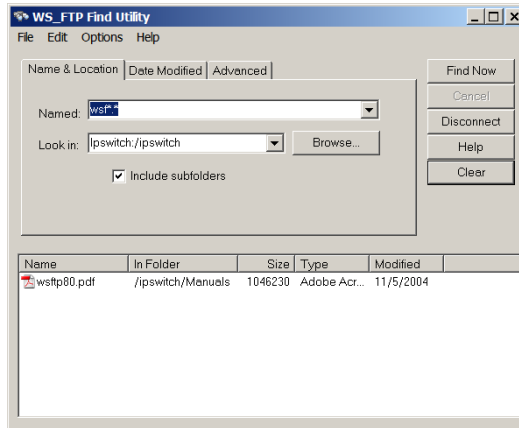 WS_FTP Find Utility
File Edit Options Help
Name & Location Date Modified Advanced
Find Now
Cancel
Named: wsf*.*
Disconnect
Look in: Ipswitch:/ipswitch Browse...
Help
Include subfolders
Clear
Name In Folder Size Type Modified
wsftp80.pdf /ipswitch/Manuals 1046230 Adobe Acr... 11/5/2004